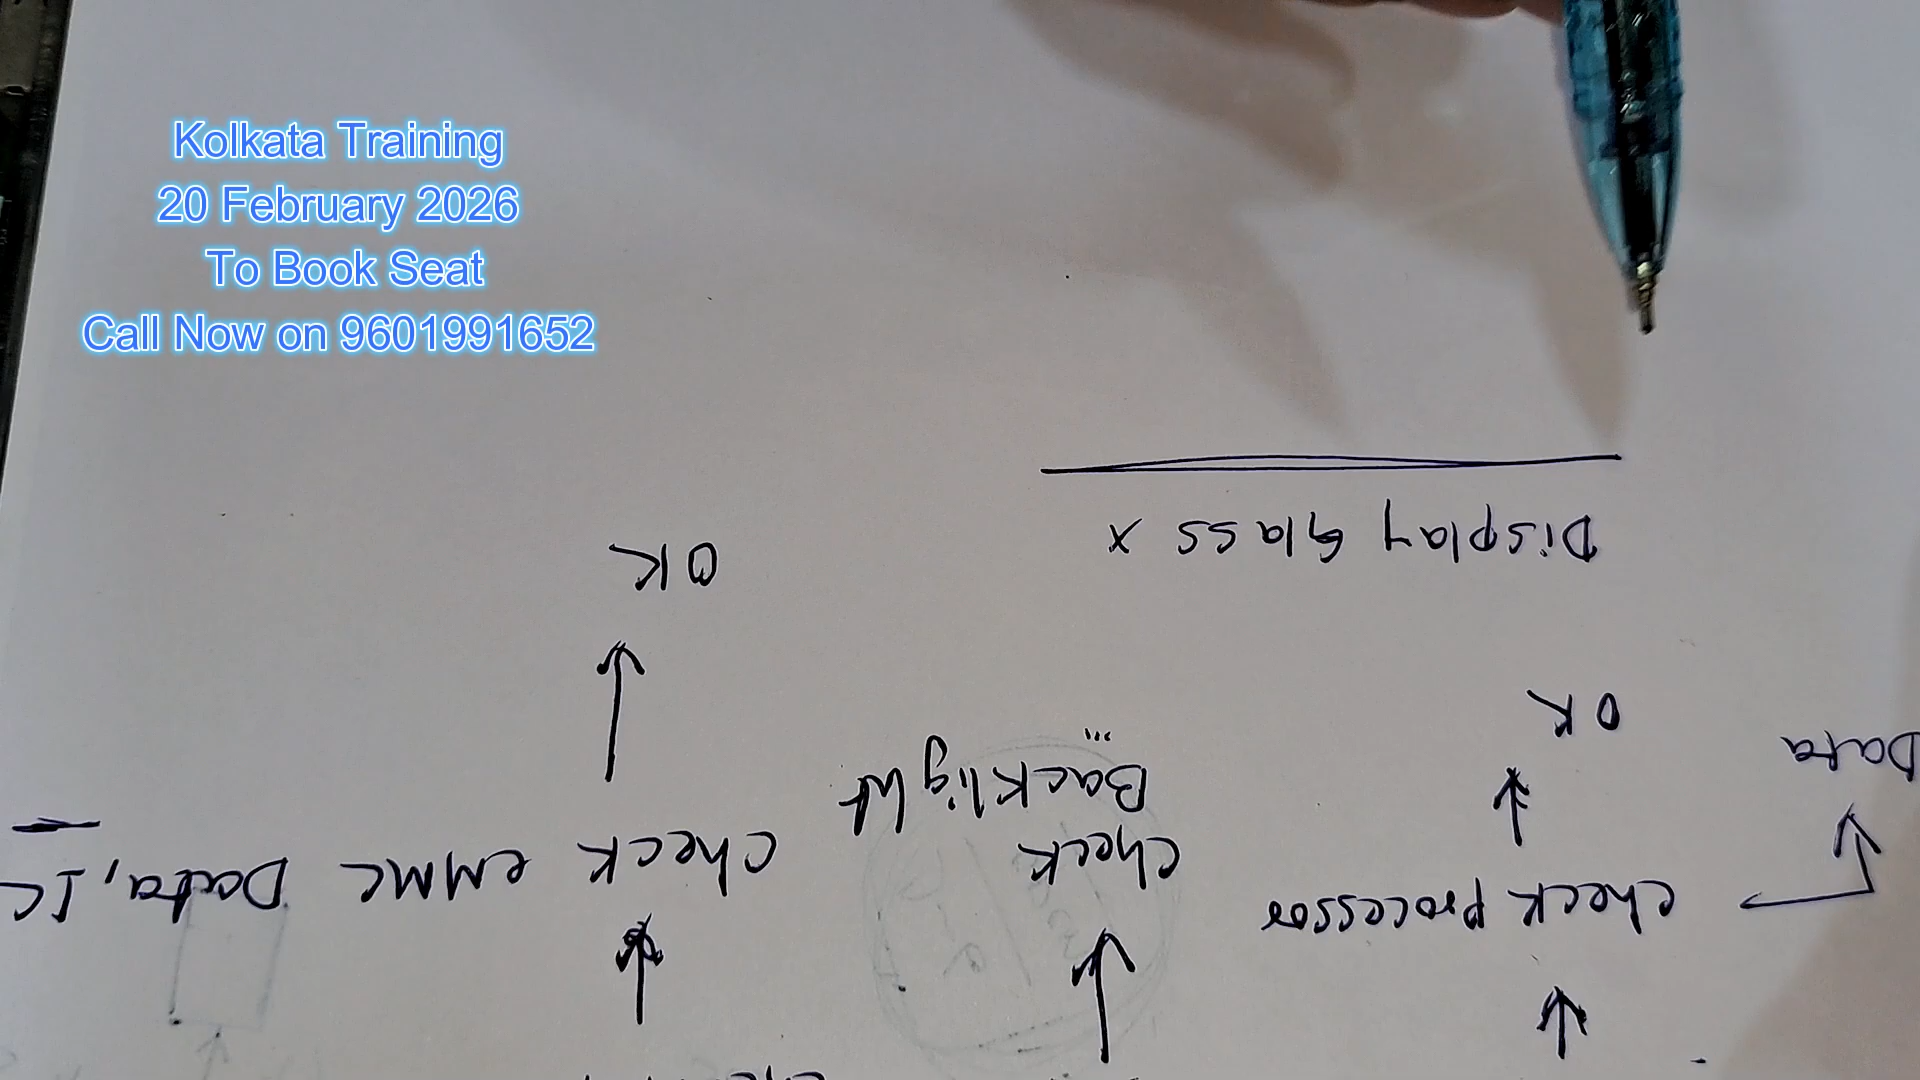 Kolkata Training
20 February 2026
To Book Seat
Call Now on 9601991652
Check processor
Data
OK
Display Glass x
Check
Backlight
Check eMMC Data, IC
OK